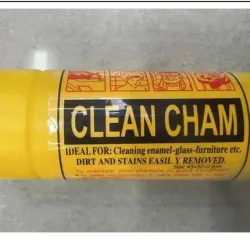 CLEAN CHAM
IDEAL FOR: Cleaning enamel-glass-furniture etc.
DIRT AND STAINS EASIL Y REMOVED.